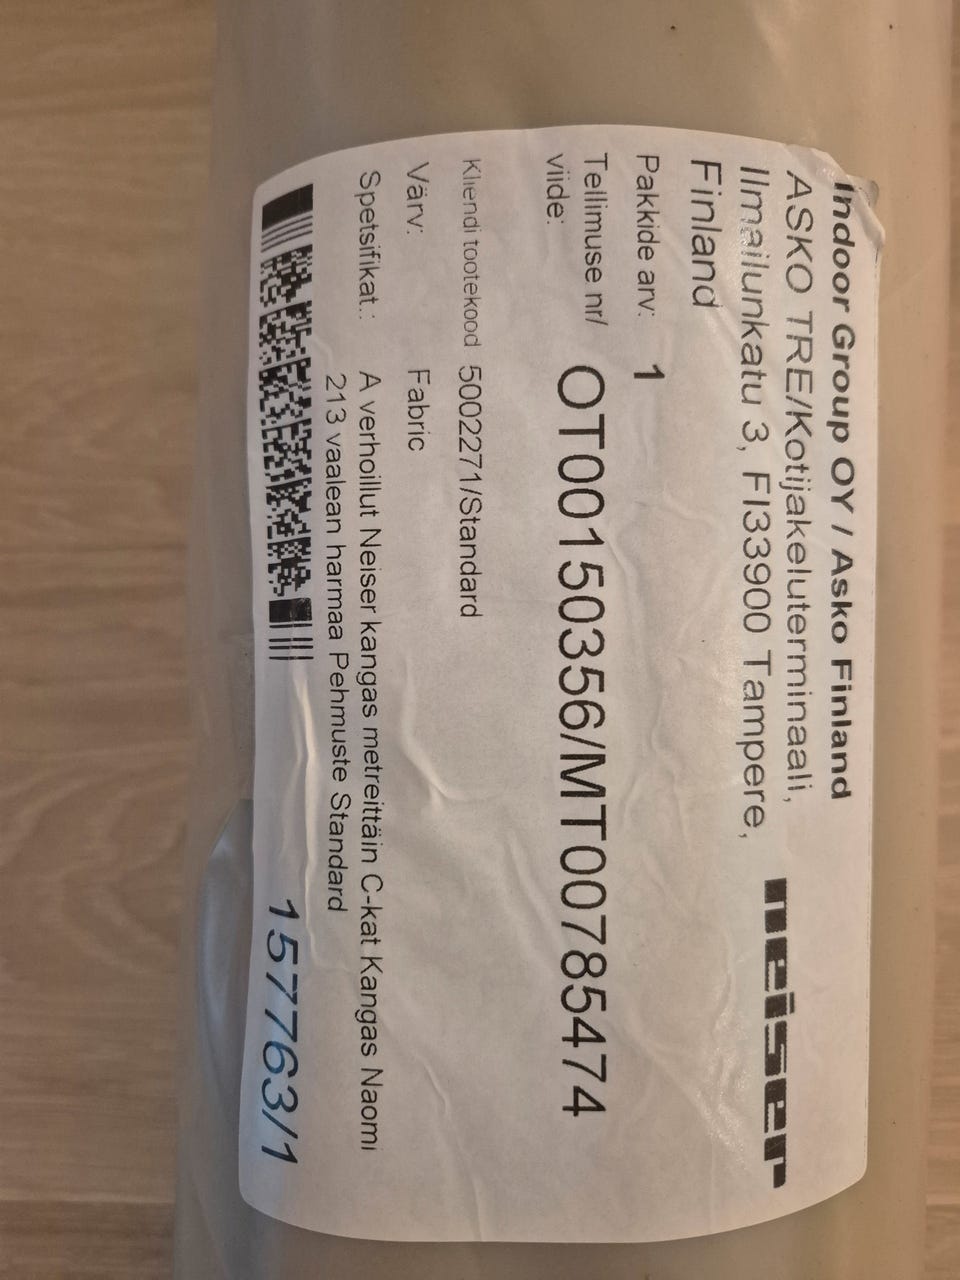 Indoor Group OY / Asko Finland
ASKO TRE/Kotijakeluterminaali,
Ilmailunkatu 3, FI33900 Tampere,
Finland
neiser
Pakkide arv: 1
Tellimuse nr/ viide: OT00150356/MT00785474
Kliendi tootekood 5002271/Standard
Värv: Fabric
Spetsifikat.: A verhoillut Neiser kangas metreittäin C-kat Kangas Naomi
213 vaalean harmaa Pehmuste Standard
157763/1